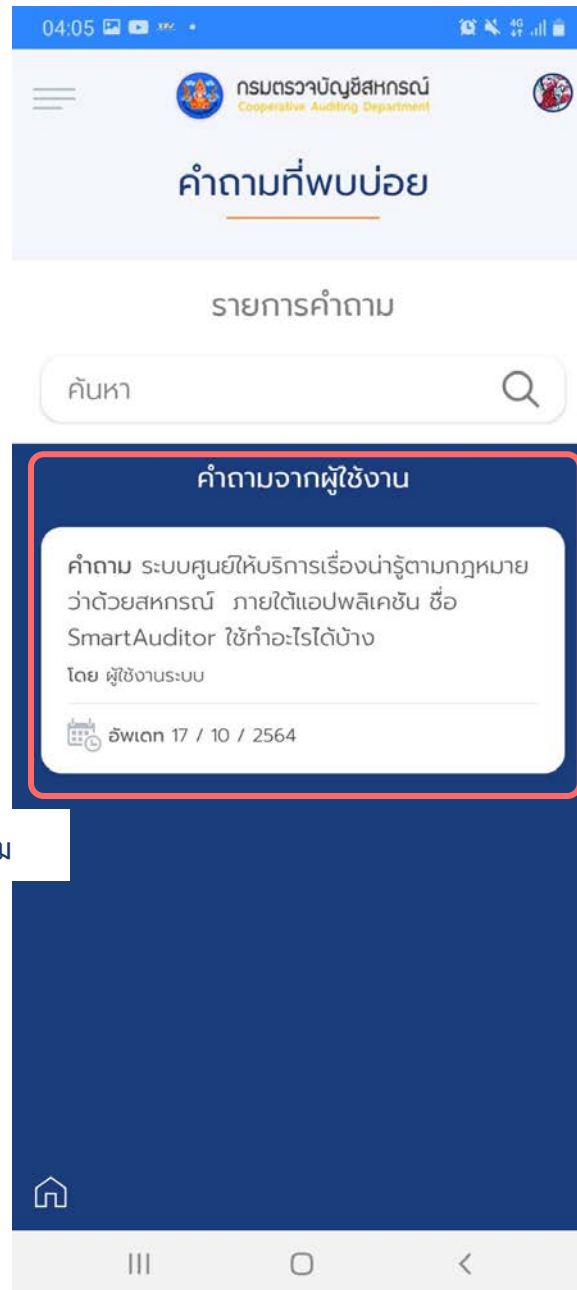 04:05
4G
กรมตรวจบัญชีสหกรณ์
Cooperative Auditing Department
คำถามที่พบบ่อย
รายการคำถาม
ค้นหา
คำถามจากผู้ใช้งาน
คำถาม ระบบศูนย์ให้บริการเรื่องน่ารู้ตามกฎหมาย
ว่าด้วยสหกรณ์ ภายใต้แอปพลิเคชัน ชื่อ
SmartAuditor ใช้ทำอะไรได้บ้าง
โดย ผู้ใช้งานระบบ
อัพเดท 17 / 10 / 2564
ม